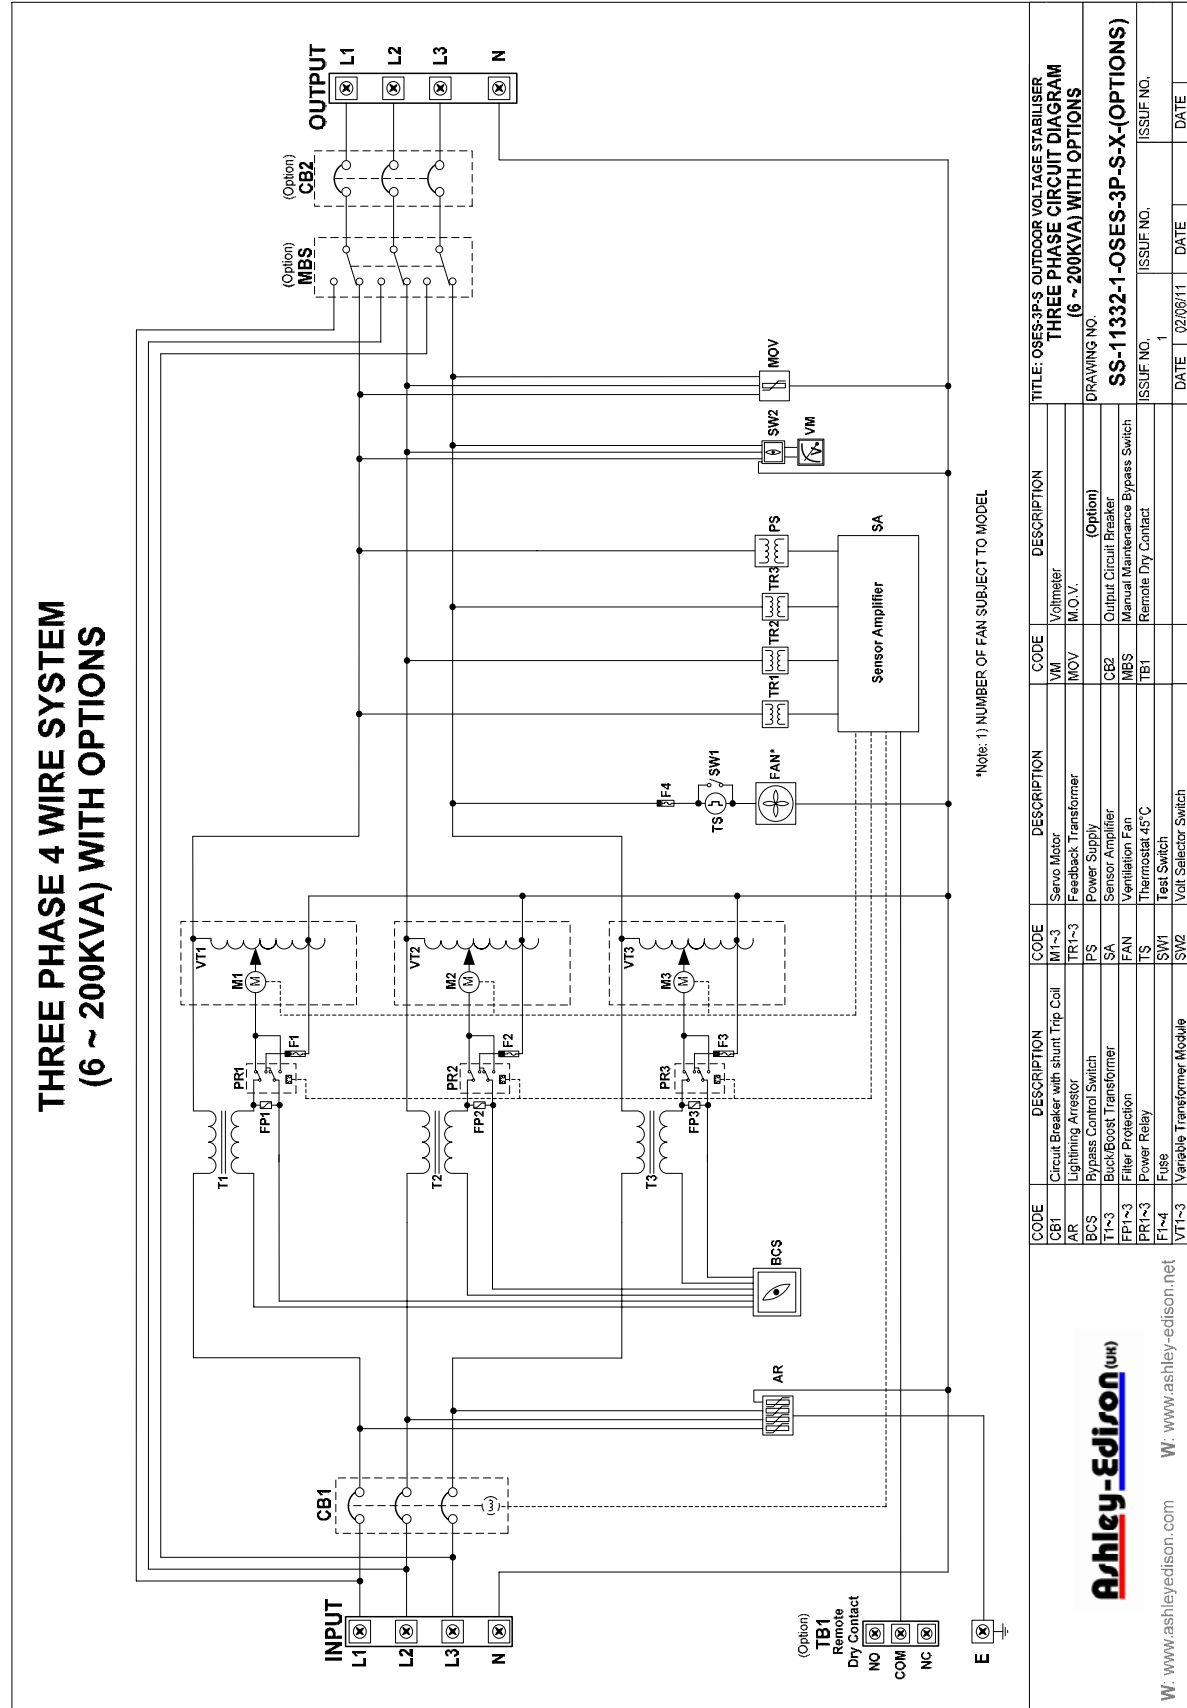 THREE PHASE 4 WIRE SYSTEM
(6 ~ 200KVA) WITH OPTIONS
INPUT
L1
L2
L3
N
CB1
AR
BCS
T1
T2
T3
FP1
FP2
FP3
PR1
PR2
PR3
F1
F2
F3
M1
M
M2
M
M3
M
VT1
VT2
VT3
F4
TS
SW1
FAN*
TR1
TR2
TR3
PS
SA
Sensor Amplifier
SW2
VM
V
MOV
(Option)
MBS
(Option)
CB2
OUTPUT
L1
L2
L3
N
(Option)
TB1
Remote
Dry Contact
NO
COM
NC
E
*Note: 1) NUMBER OF FAN SUBJECT TO MODEL
Ashley-Edison (UK)
W: www.ashleyedison.com W: www.ashley-edison.net
CODE DESCRIPTION
CB1 Circuit Breaker with shunt Trip Coil
AR Lightining Arrestor
BCS Bypass Control Switch
T1~3 Buck/Boost Transformer
FP1~3 Filter Protection
PR1~3 Power Relay
F1~4 Fuse
VT1~3 Variable Transformer Module
CODE DESCRIPTION
M1~3 Servo Motor
TR1~3 Feedback Transformer
PS Power Supply
SA Sensor Amplifier
FAN Ventilation Fan
TS Thermostat 45°C
SW1 Test Switch
SW2 Volt Selector Switch
CODE DESCRIPTION
VM Voltmeter
MOV M.O.V.
(Option)
CB2 Output Circuit Breaker
MBS Manual Maintenance Bypass Switch
TB1 Remote Dry Contact
TITLE: OSES-3P-S OUTDOOR VOLTAGE STABILISER
THREE PHASE CIRCUIT DIAGRAM
(6 ~ 200KVA) WITH OPTIONS
DRAWING NO.
SS-11332-1-OSES-3P-S-X-(OPTIONS)
ISSUE NO. 1 ISSUE NO. ISSUE NO.
DATE 02/06/11 DATE DATE